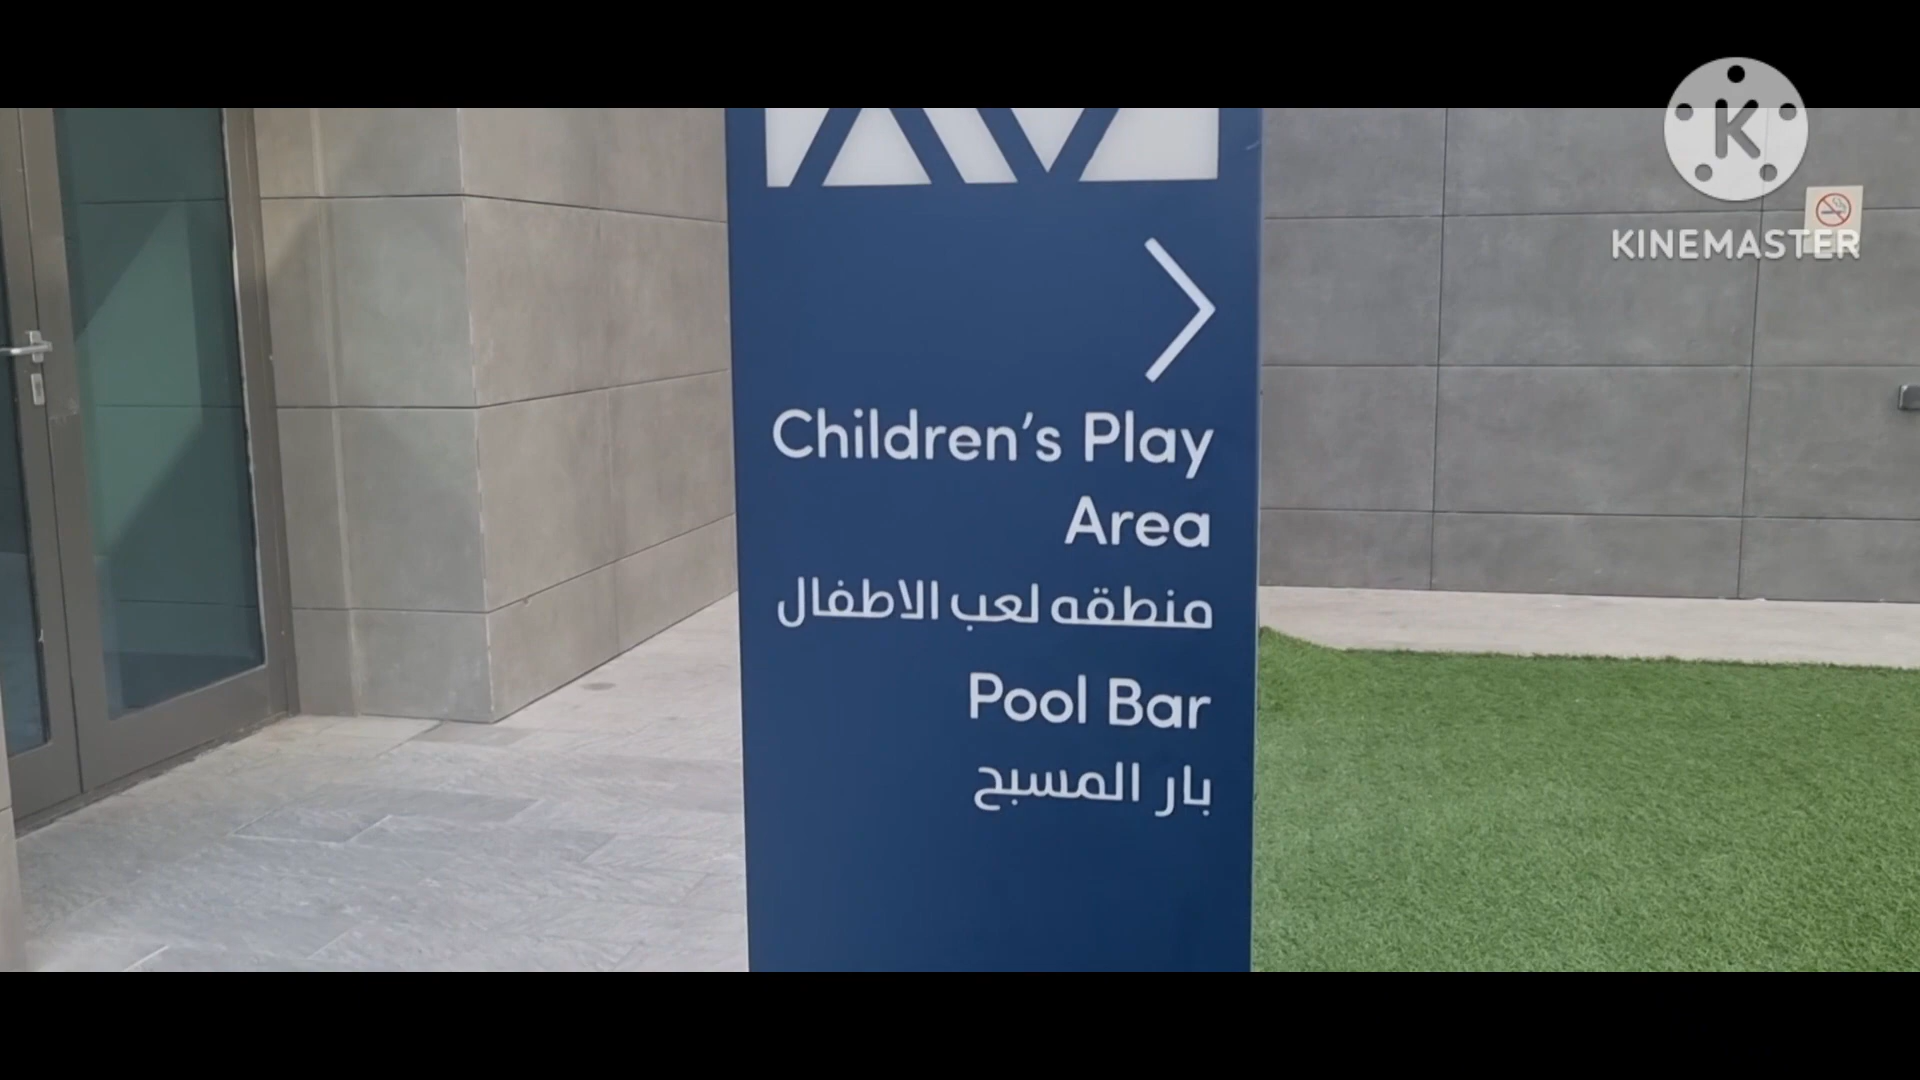 K
KINEMASTER
Children's Play
Area
منطقه لعب الاطفال
Pool Bar
بار المسبح